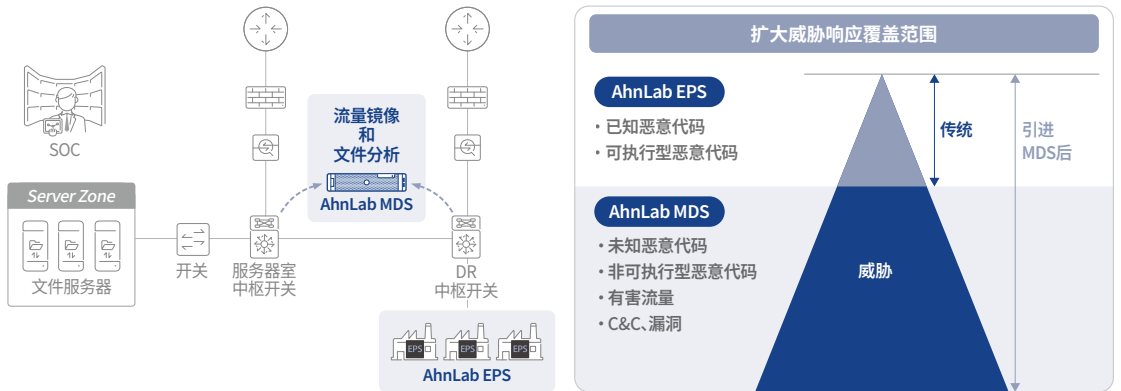 SOC
Server Zone
文件服务器
开关
服务器室
中枢开关
流量镜像
和
文件分析
AhnLab MDS
DR
中枢开关
EPS
EPS
EPS
AhnLab EPS
扩大威胁响应覆盖范围
AhnLab EPS
・已知恶意代码
・可执行型恶意代码
AhnLab MDS
・未知恶意代码
・非可执行型恶意代码
・有害流量
・C&C、漏洞
威胁
传统
引进
MDS后